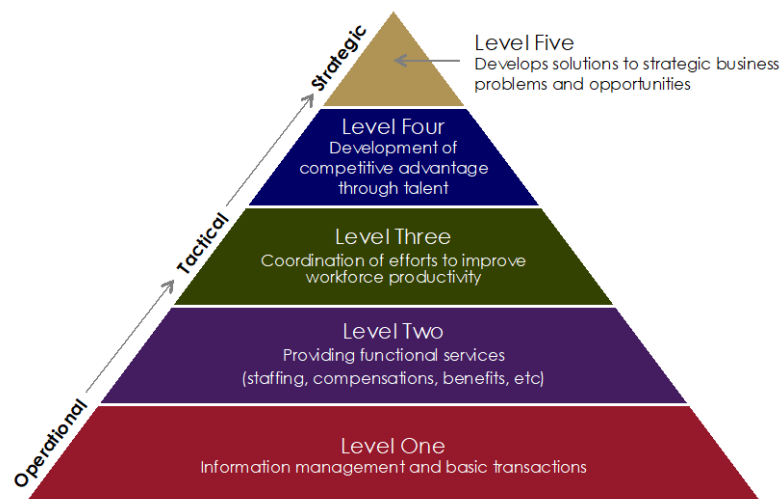 Level Five
Develops solutions to strategic business
problems and opportunities
Strategic
Level Four
Development of
competitive advantage
through talent
Tactical
Level Three
Coordination of efforts to improve
workforce productivity
Level Two
Providing functional services
(staffing, compensations, benefits, etc)
Operational
Level One
Information management and basic transactions